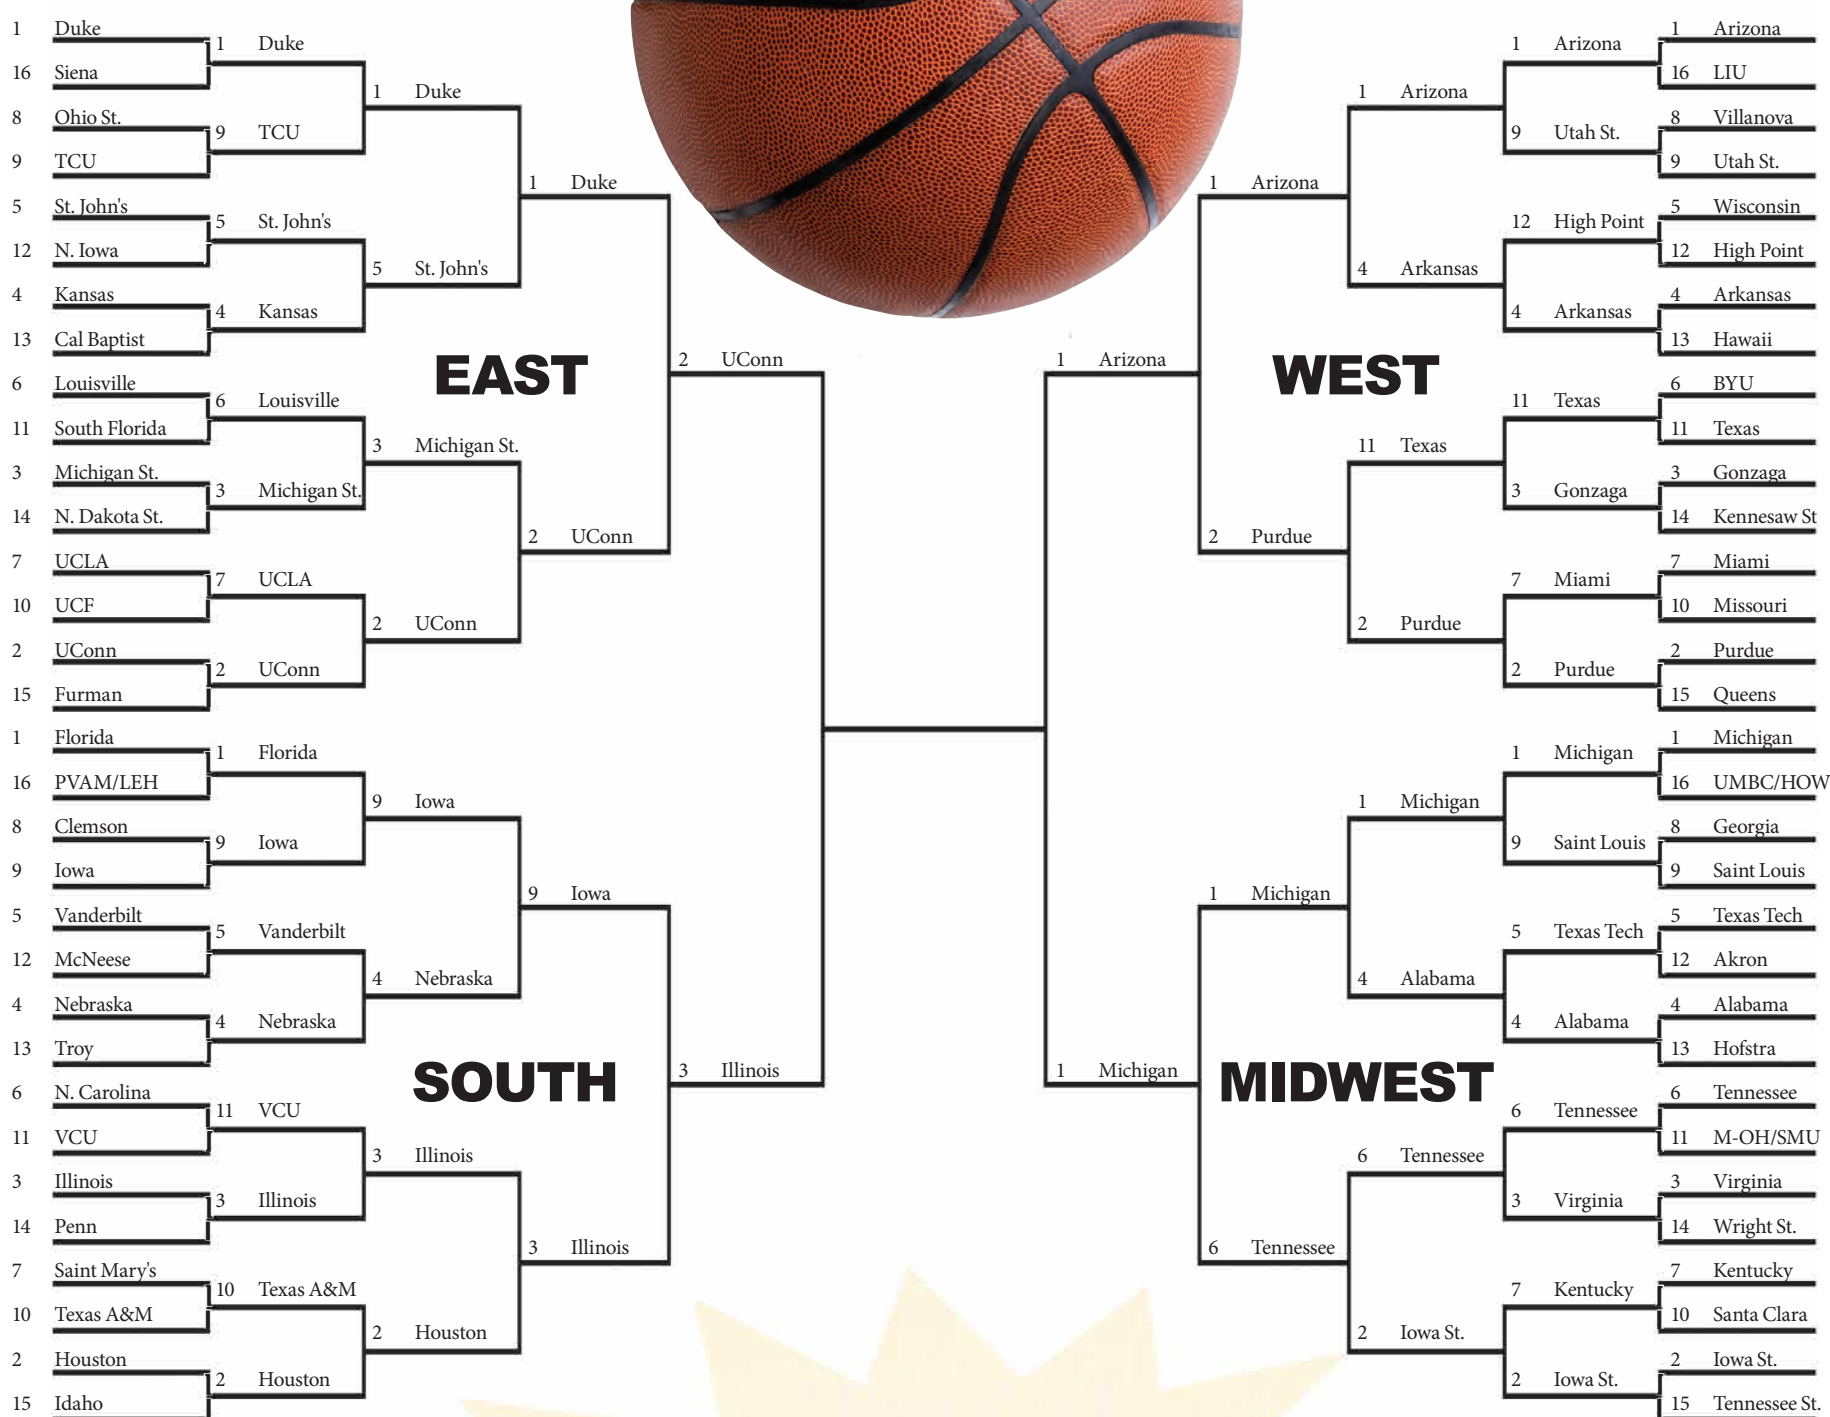 1 Duke
16 Siena
8 Ohio St.
9 TCU
5 St. John's
12 N. Iowa
4 Kansas
13 Cal Baptist
6 Louisville
11 South Florida
3 Michigan St.
14 N. Dakota St.
7 UCLA
10 UCF
2 UConn
15 Furman
1 Duke
9 TCU
5 St. John's
4 Kansas
6 Louisville
3 Michigan St.
7 UCLA
2 UConn
1 Duke
5 St. John's
3 Michigan St.
2 UConn
1 Duke
2 UConn
EAST
2 UConn
1 Florida
16 PVAM/LEH
8 Clemson
9 Iowa
5 Vanderbilt
12 McNeese
4 Nebraska
13 Troy
6 N. Carolina
11 VCU
3 Illinois
14 Penn
7 Saint Mary's
10 Texas A&M
2 Houston
15 Idaho
1 Florida
9 Iowa
5 Vanderbilt
4 Nebraska
11 VCU
3 Illinois
10 Texas A&M
2 Houston
9 Iowa
4 Nebraska
3 Illinois
2 Houston
9 Iowa
3 Illinois
SOUTH
3 Illinois
1 Arizona
WEST
1 Arizona
2 Purdue
1 Arizona
4 Arkansas
11 Texas
2 Purdue
1 Arizona
9 Utah St.
12 High Point
4 Arkansas
11 Texas
3 Gonzaga
7 Miami
2 Purdue
1 Arizona
16 LIU
8 Villanova
9 Utah St.
5 Wisconsin
12 High Point
4 Arkansas
13 Hawaii
6 BYU
11 Texas
3 Gonzaga
14 Kennesaw St
7 Miami
10 Missouri
2 Purdue
15 Queens
1 Michigan
MIDWEST
1 Michigan
6 Tennessee
1 Michigan
4 Alabama
6 Tennessee
2 Iowa St.
1 Michigan
9 Saint Louis
5 Texas Tech
4 Alabama
6 Tennessee
3 Virginia
7 Kentucky
2 Iowa St.
1 Michigan
16 UMBC/HOW
8 Georgia
9 Saint Louis
5 Texas Tech
12 Akron
4 Alabama
13 Hofstra
6 Tennessee
11 M-OH/SMU
3 Virginia
14 Wright St.
7 Kentucky
10 Santa Clara
2 Iowa St.
15 Tennessee St.